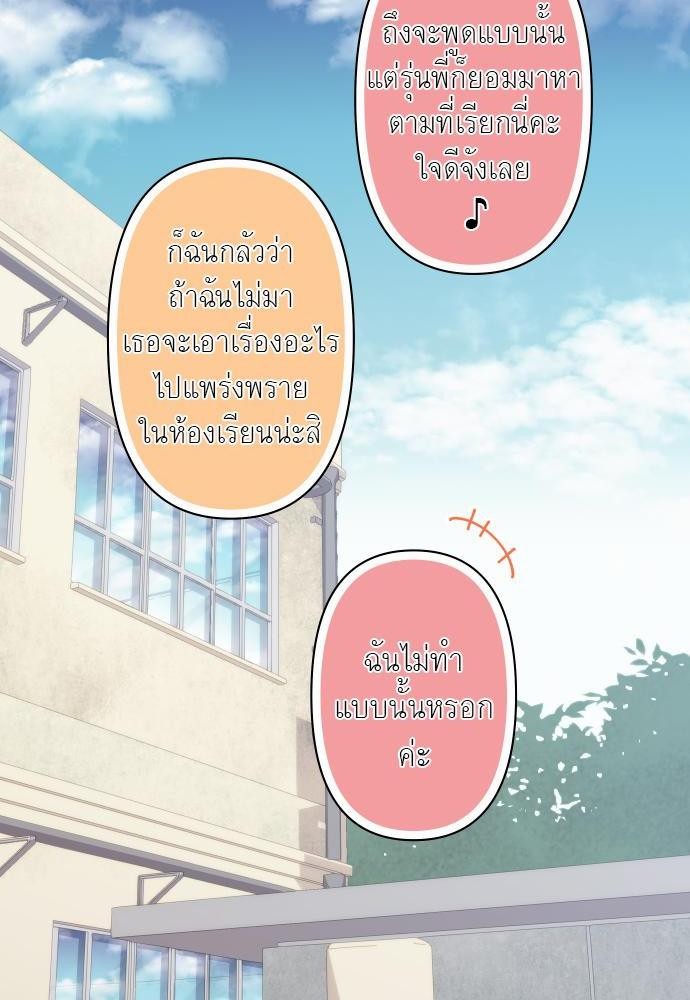 ถึงจะพูดแบบนั้น
แต่รุ่นพี่ก็ยอมมาหา
ตามที่เรียกนี่คะ
ใจดีจังเลย
♪
ก็ฉันกลัวว่า
ถ้าฉันไม่มา
เธอจะเอาเรื่องอะไร
ไปแพร่งพราย
ในห้องเรียนน่ะสิ
ฉันไม่ทำ
แบบนั้นหรอก
ค่ะ